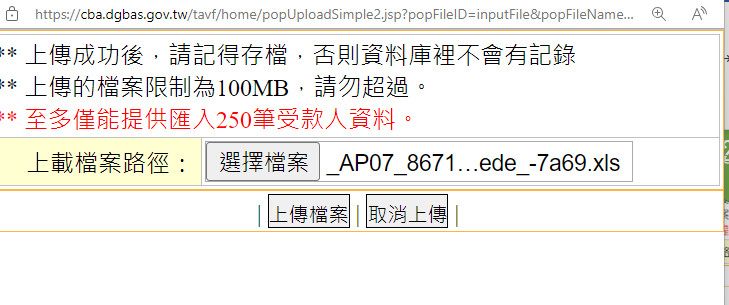 https://cba.dgbas.gov.tw/tavf/home/popUploadSimple2.jsp?popFileID=inputFile&popFileName...
** 上傳成功後，請記得存檔，否則資料庫裡不會有記錄
** 上傳的檔案限制為100MB，請勿超過。
** 至多僅能提供匯入250筆受款人資料。
上載檔案路徑： 選擇檔案 _AP07_8671...ede_-7a69.xls
| 上傳檔案 | 取消上傳 |